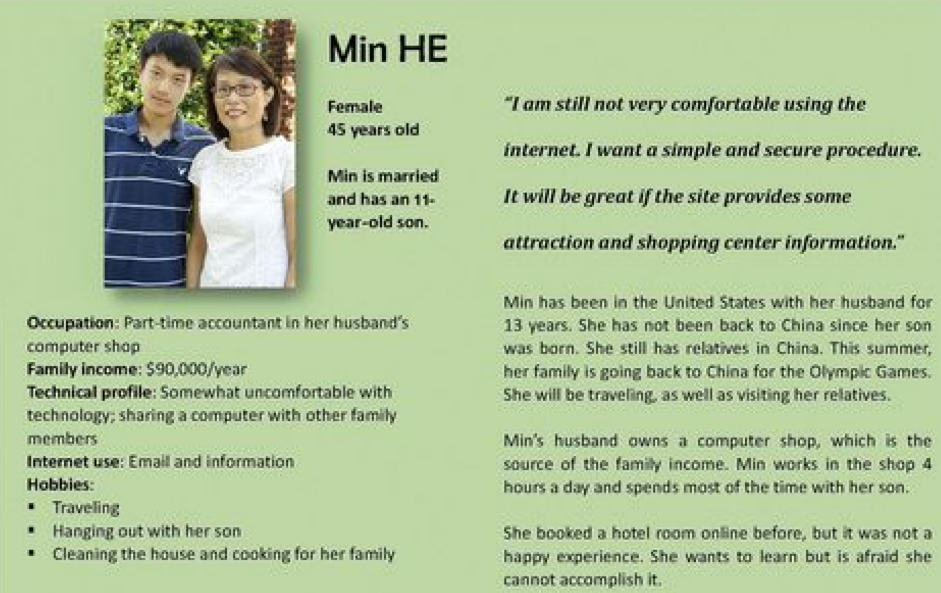 Min HE
Female
45 years old
Min is married
and has an 11-
year-old son.
Occupation: Part-time accountant in her husband's
computer shop
Family income: $90,000/year
Technical profile: Somewhat uncomfortable with
technology; sharing a computer with other family
members
Internet use: Email and information
Hobbies:
▪ Traveling
▪ Hanging out with her son
▪ Cleaning the house and cooking for her family
"I am still not very comfortable using the
internet. I want a simple and secure procedure.
It will be great if the site provides some
attraction and shopping center information."
Min has been in the United States with her husband for
13 years. She has not been back to China since her son
was born. She still has relatives in China. This summer,
her family is going back to China for the Olympic Games.
She will be traveling, as well as visiting her relatives.
Min's husband owns a computer shop, which is the
source of the family income. Min works in the shop 4
hours a day and spends most of the time with her son.
She booked a hotel room online before, but it was not a
happy experience. She wants to learn but is afraid she
cannot accomplish it.